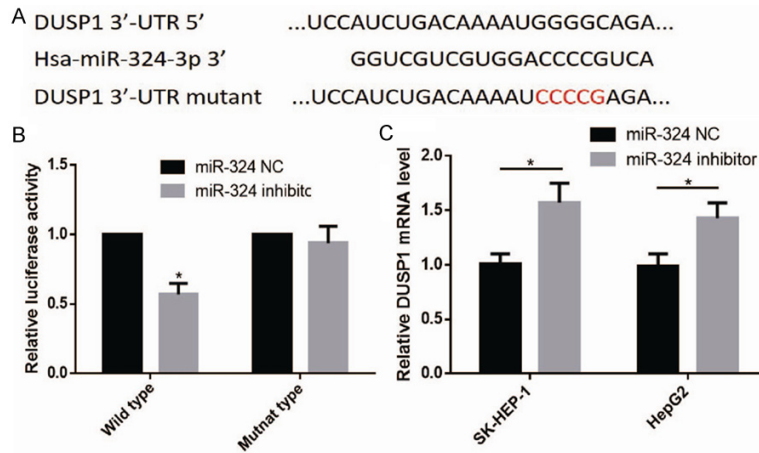 A
DUSP1 3'-UTR 5' ...UCCAUCUGACAAAAUGGGGCAGA...
Hsa-miR-324-3p 3' GGUCGUCGUGGACCCCGUCA
DUSP1 3'-UTR mutant ...UCCAUCUGACAAAAUCCCCGAGA...
B
miR-324 NC
miR-324 inhibitc
Relative luciferase activity
1.5
1.0
0.5
0.0
*
Wild type
Mutnat type
C
miR-324 NC
miR-324 inhibitor
Relative DUSP1 mRNA level
2.0
1.5
1.0
0.5
0.0
*
*
SK-HEP-1
HepG2